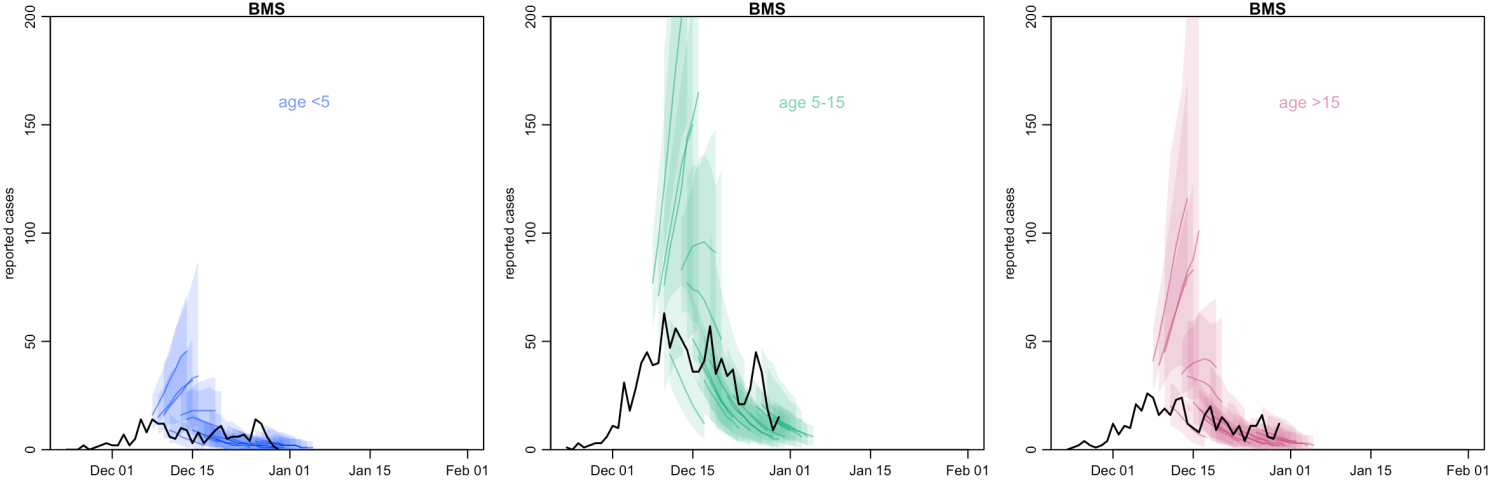 BMS
200
150
100
50
0
reported cases
age <5
Dec 01
Dec 15
Jan 01
Jan 15
Feb 01
BMS
200
150
100
50
0
reported cases
age 5-15
Dec 01
Dec 15
Jan 01
Jan 15
Feb 01
BMS
200
150
100
50
0
reported cases
age >15
Dec 01
Dec 15
Jan 01
Jan 15
Feb 01